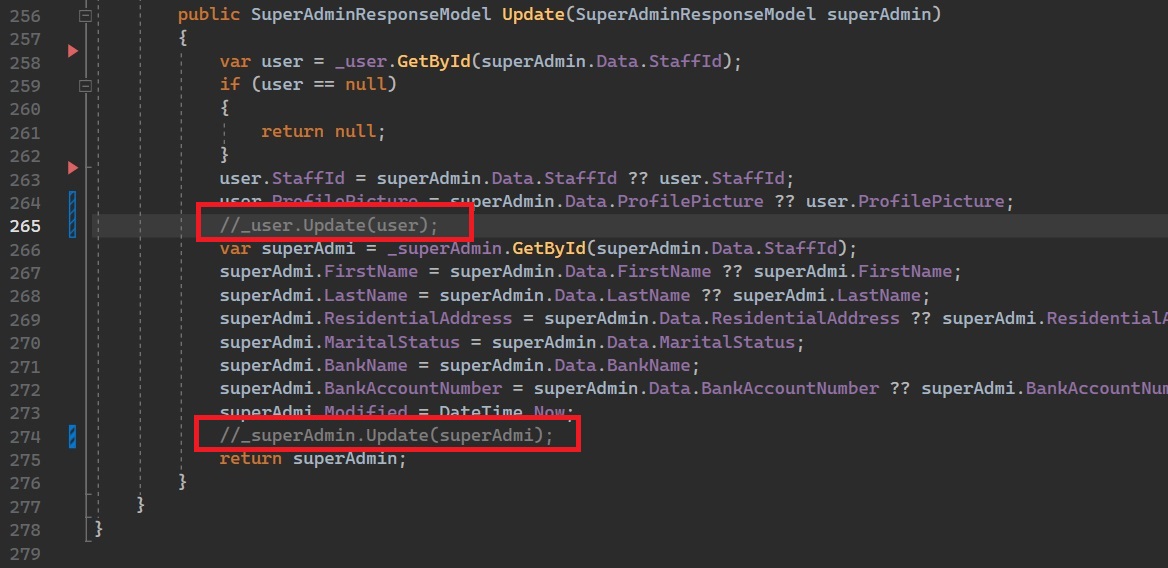 256 public SuperAdminResponseModel Update(SuperAdminResponseModel superAdmin)
257 {
258 var user = _user.GetById(superAdmin.Data.StaffId);
259 if (user == null)
260 {
261 return null;
262 }
263 user.StaffId = superAdmin.Data.StaffId ?? user.StaffId;
264 user.ProfilePicture = superAdmin.Data.ProfilePicture ?? user.ProfilePicture;
265 //_user.Update(user);
266 var superAdmi = _superAdmin.GetById(superAdmin.Data.StaffId);
267 superAdmi.FirstName = superAdmin.Data.FirstName ?? superAdmi.FirstName;
268 superAdmi.LastName = superAdmin.Data.LastName ?? superAdmi.LastName;
269 superAdmi.ResidentialAddress = superAdmin.Data.ResidentialAddress ?? superAdmi.ResidentialA
270 superAdmi.MaritalStatus = superAdmin.Data.MaritalStatus;
271 superAdmi.BankName = superAdmin.Data.BankName;
272 superAdmi.BankAccountNumber = superAdmin.Data.BankAccountNumber ?? superAdmi.BankAccountNum
273 superAdmi.Modified = DateTime.Now;
274 //_superAdmin.Update(superAdmi);
275 return superAdmin;
276 }
277 }
278 }
279